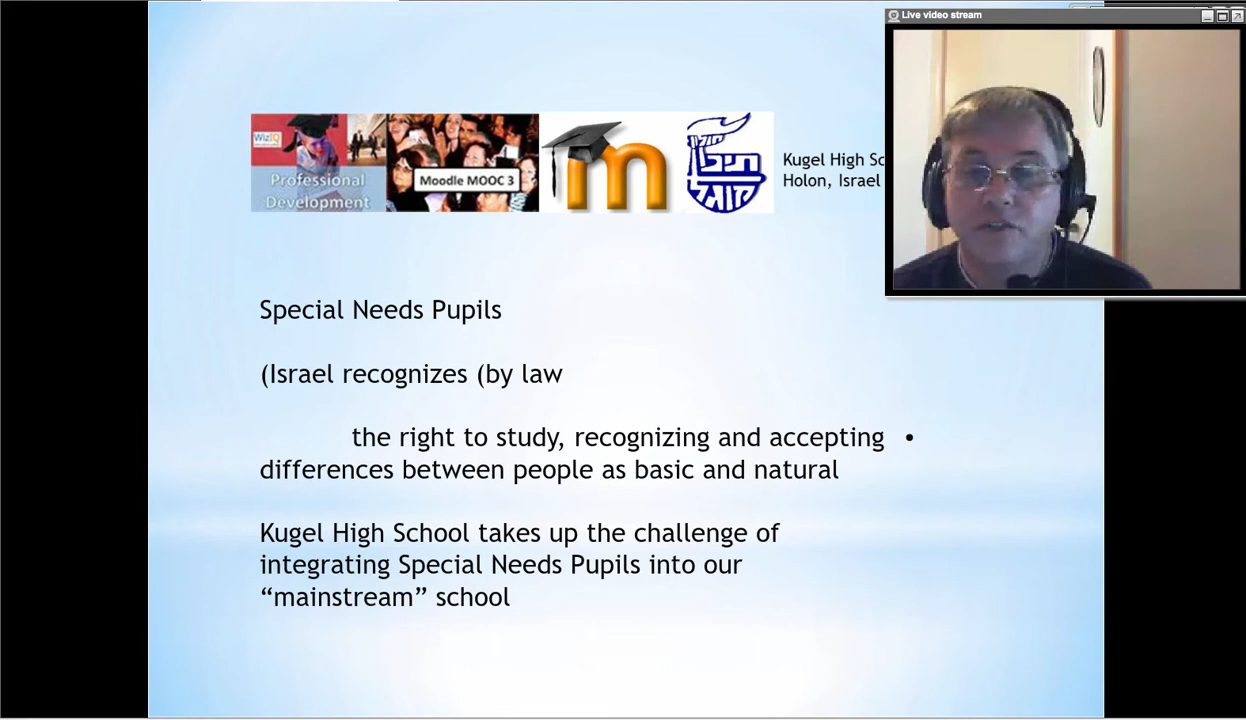 Live video stream
WizIQ
Professional
Development
Moodle MOOC 3
m
תיכון
קוגל
Kugel High Sc
Holon, Israel
Special Needs Pupils
(Israel recognizes (by law
the right to study, recognizing and accepting •
differences between people as basic and natural
Kugel High School takes up the challenge of
integrating Special Needs Pupils into our
“mainstream” school